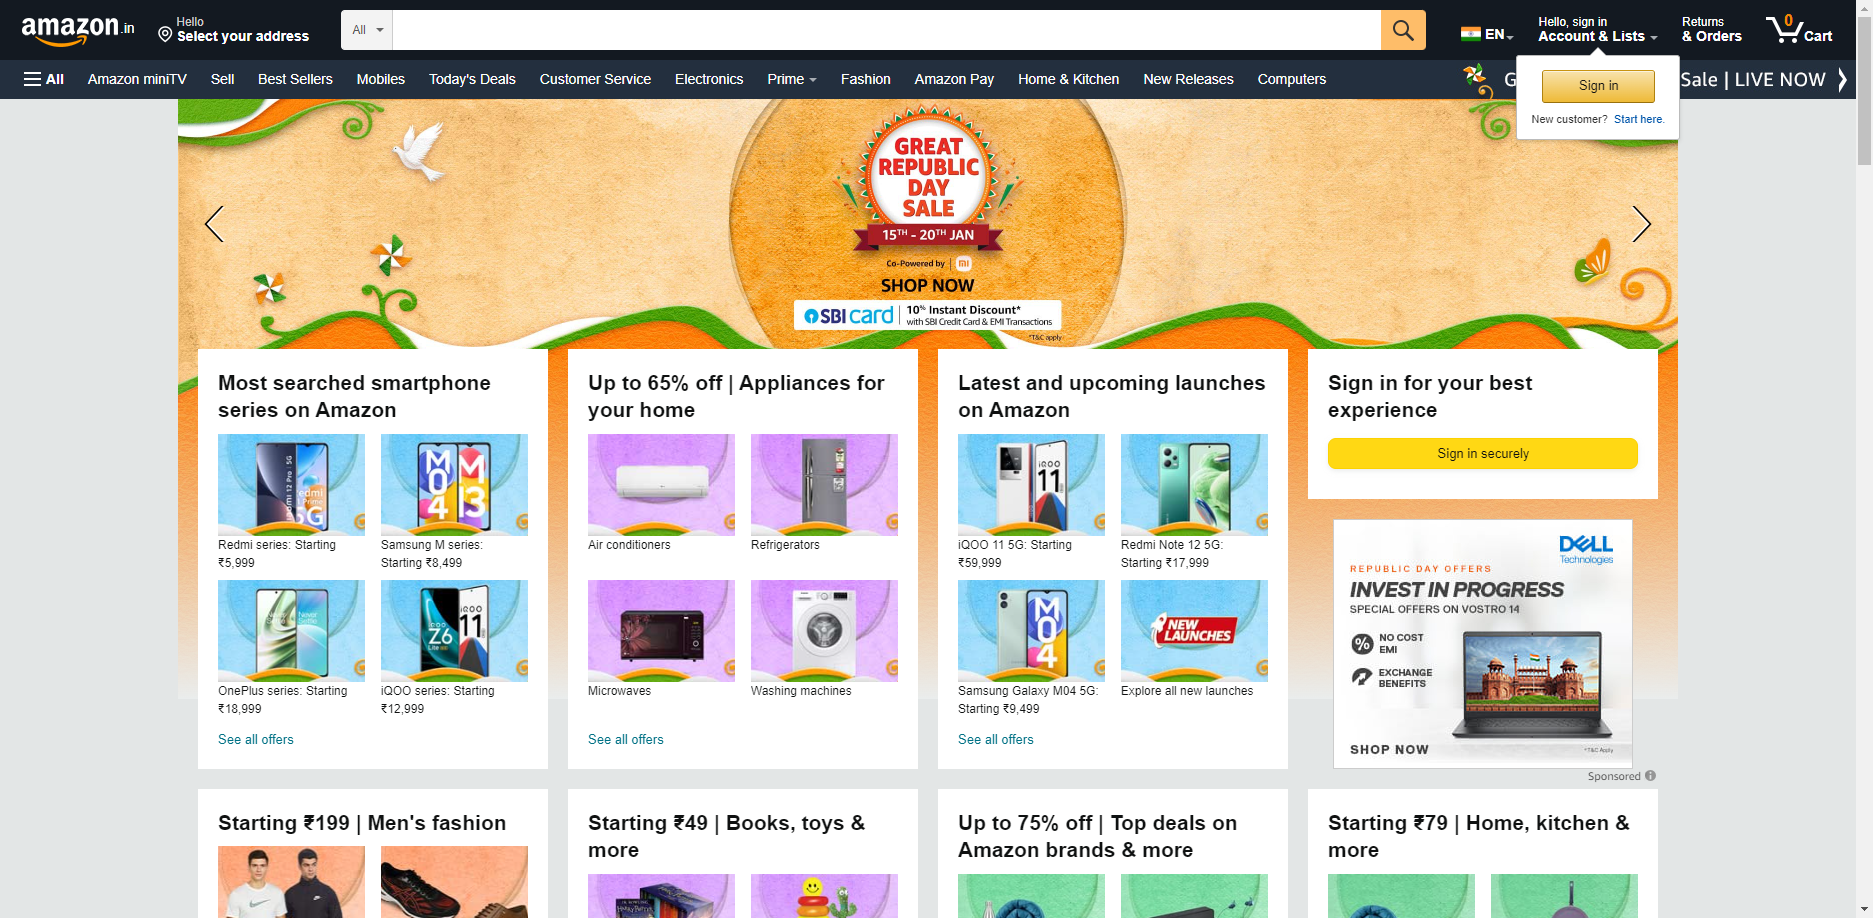 amazon.in
Hello
Select your address
All
EN
Hello, sign in
Account & Lists
Returns
& Orders
0
Cart
All
Amazon miniTV
Sell
Best Sellers
Mobiles
Today's Deals
Customer Service
Electronics
Prime
Fashion
Amazon Pay
Home & Kitchen
New Releases
Computers
G
Sale | LIVE NOW
Sign in
New customer? Start here.
GREAT
REPUBLIC
DAY
SALE
15TH - 20TH JAN
Co-Powered by
mi
SHOP NOW
SBI card
10% Instant Discount*
with SBI Credit Card & EMI Transactions
*T&C apply
Most searched smartphone
series on Amazon
Redmi series: Starting
₹5,999
Samsung M series:
Starting ₹8,499
OnePlus series: Starting
₹18,999
iQOO series: Starting
₹12,999
See all offers
Up to 65% off | Appliances for
your home
Air conditioners
Refrigerators
Microwaves
Washing machines
See all offers
Latest and upcoming launches
on Amazon
iQOO 11 5G: Starting
₹59,999
Redmi Note 12 5G:
Starting ₹17,999
NEW
LAUNCHES
Samsung Galaxy M04 5G:
Starting ₹9,499
Explore all new launches
See all offers
Sign in for your best
experience
Sign in securely
DELL
Technologies
REPUBLIC DAY OFFERS
INVEST IN PROGRESS
SPECIAL OFFERS ON VOSTRO 14
NO COST
EMI
EXCHANGE
BENEFITS
SHOP NOW
*T&C Apply
Sponsored
Starting ₹199 | Men's fashion
Starting ₹49 | Books, toys &
more
Up to 75% off | Top deals on
Amazon brands & more
Starting ₹79 | Home, kitchen &
more